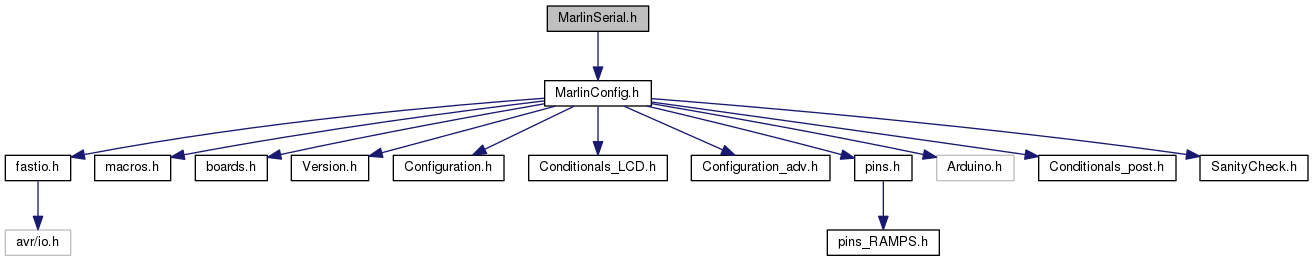 MarlinSerial.h
MarlinConfig.h
fastio.h
macros.h
boards.h
Version.h
Configuration.h
Conditionals_LCD.h
Configuration_adv.h
pins.h
Arduino.h
Conditionals_post.h
SanityCheck.h
avr/io.h
pins_RAMPS.h